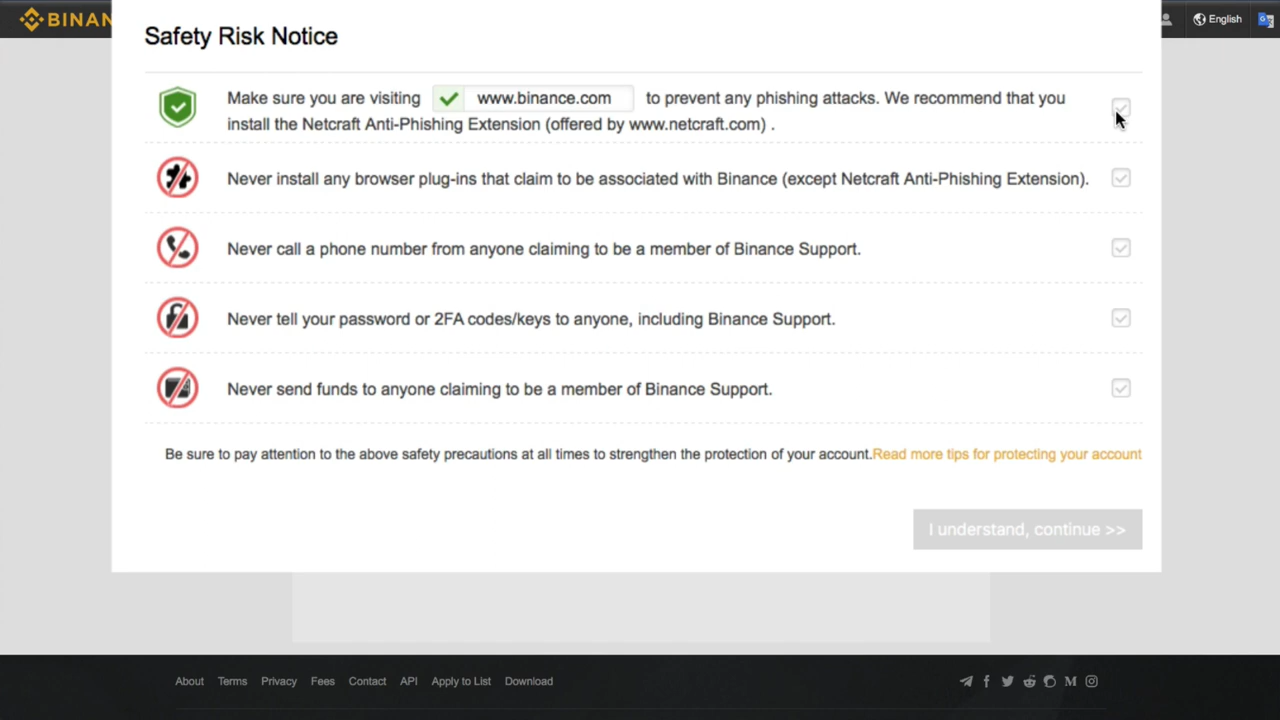 BINAN
English
Safety Risk Notice
Make sure you are visiting www.binance.com to prevent any phishing attacks. We recommend that you
install the Netcraft Anti-Phishing Extension (offered by www.netcraft.com) .
Never install any browser plug-ins that claim to be associated with Binance (except Netcraft Anti-Phishing Extension).
Never call a phone number from anyone claiming to be a member of Binance Support.
Never tell your password or 2FA codes/keys to anyone, including Binance Support.
Never send funds to anyone claiming to be a member of Binance Support.
Be sure to pay attention to the above safety precautions at all times to strengthen the protection of your account.Read more tips for protecting your account
I understand, continue >>
About Terms Privacy Fees Contact API Apply to List Download